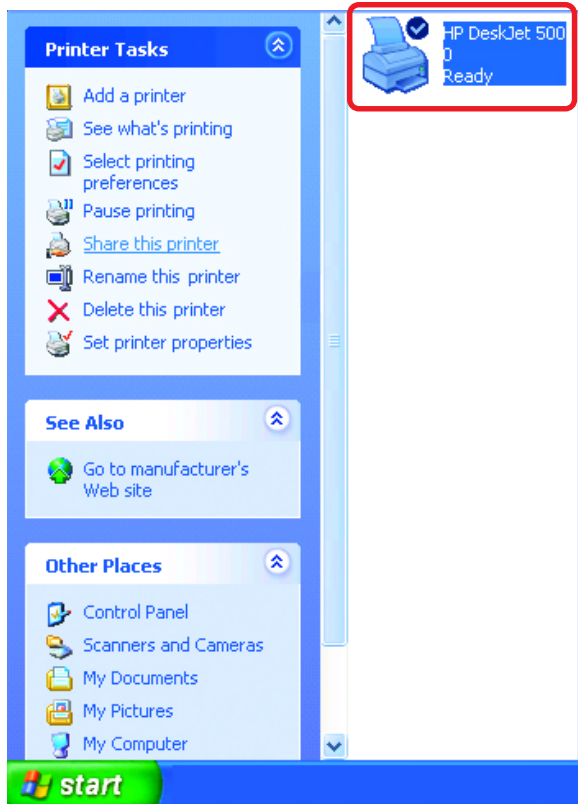 Printer Tasks
Add a printer
See what's printing
Select printing
preferences
Pause printing
Share this printer
Rename this printer
Delete this printer
Set printer properties
See Also
Go to manufacturer's
Web site
Other Places
Control Panel
Scanners and Cameras
My Documents
My Pictures
My Computer
HP DeskJet 500
0
Ready
start